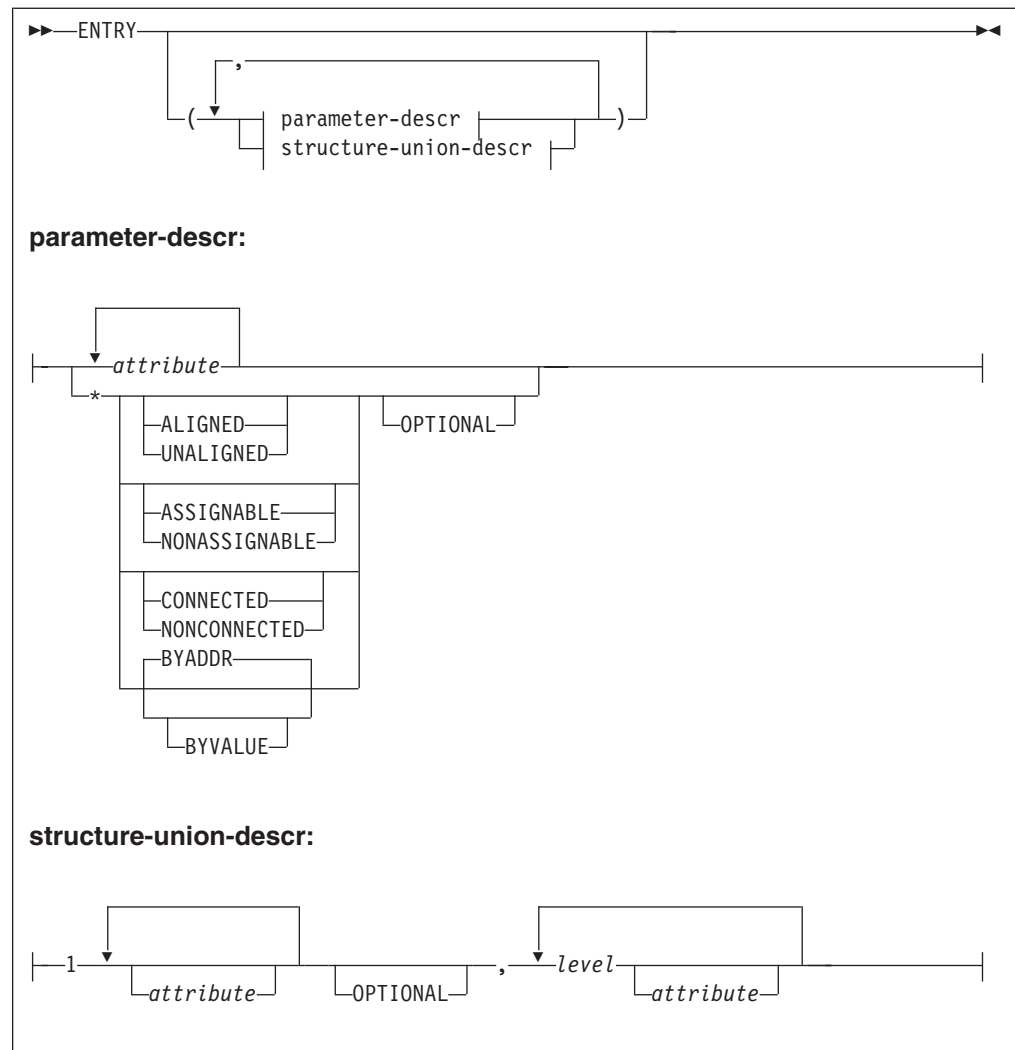 ENTRY
,
( parameter-descr )
structure-union-descr
parameter-descr:
attribute
*
ALIGNED OPTIONAL
UNALIGNED
ASSIGNABLE
NONASSIGNABLE
CONNECTED
NONCONNECTED
BYADDR
BYVALUE
structure-union-descr:
1 , level
attribute OPTIONAL attribute